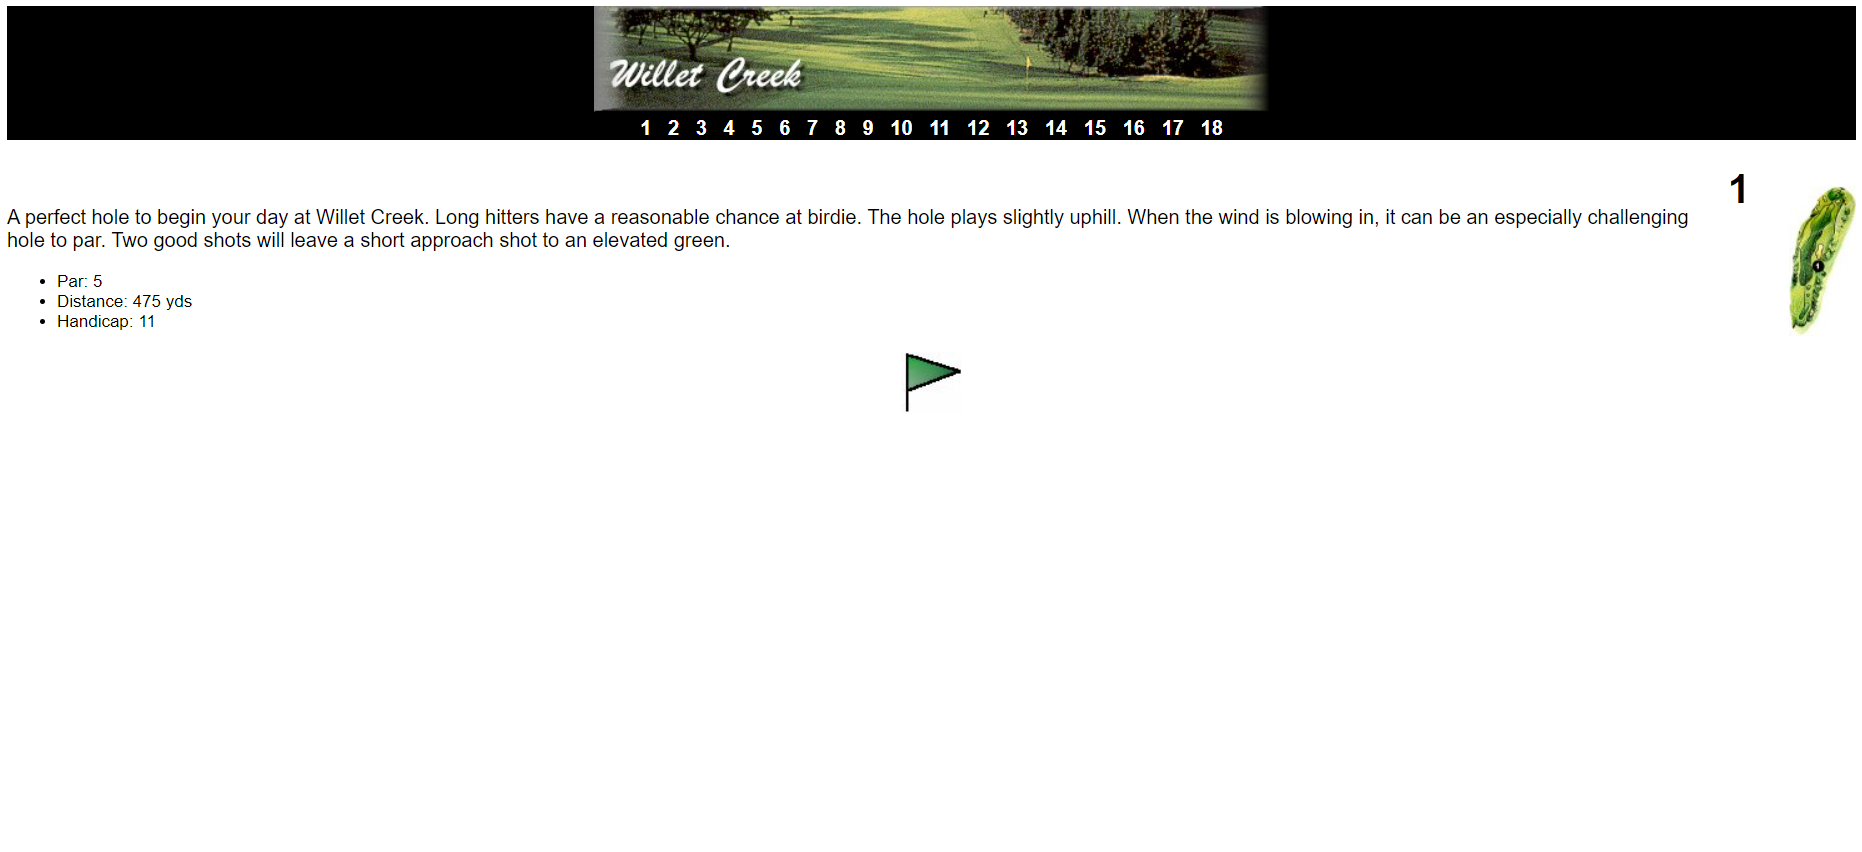 Willet Creek
1 2 3 4 5 6 7 8 9 10 11 12 13 14 15 16 17 18
1
A perfect hole to begin your day at Willet Creek. Long hitters have a reasonable chance at birdie. The hole plays slightly uphill. When the wind is blowing in, it can be an especially challenging
hole to par. Two good shots will leave a short approach shot to an elevated green.
Par: 5
Distance: 475 yds
Handicap: 11
1